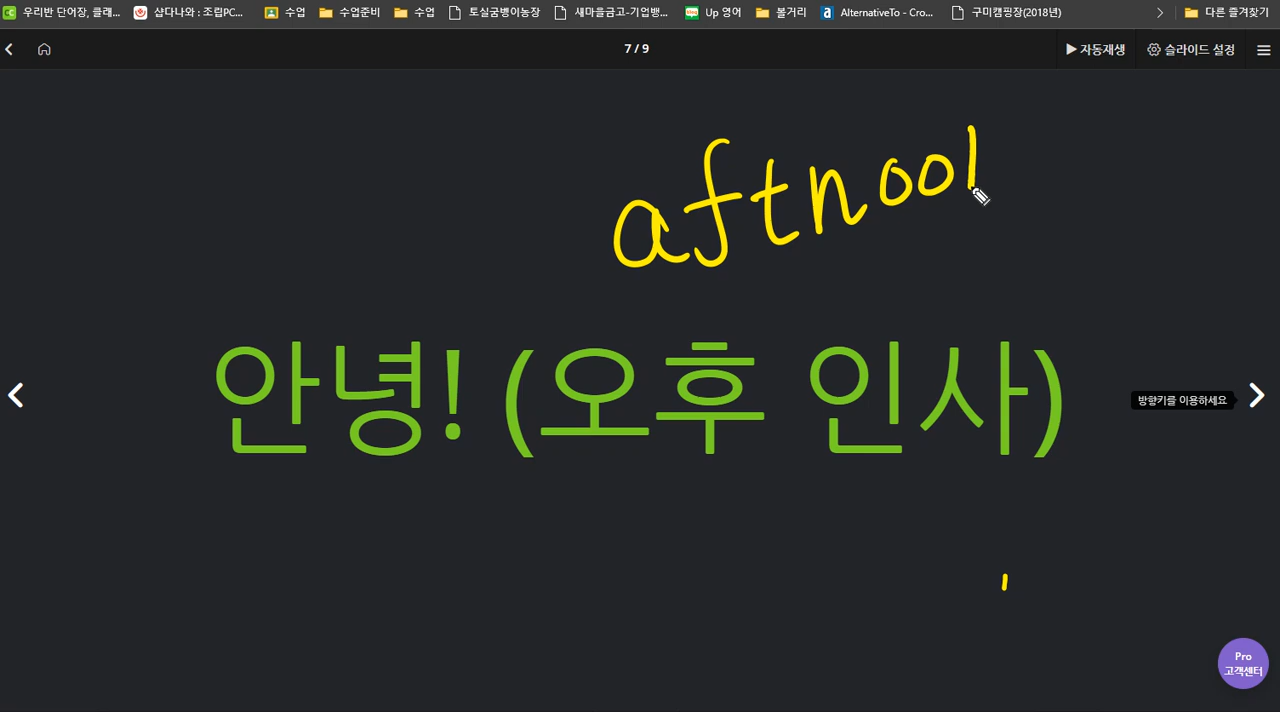 우리반 단어장, 클래... 샵다나와 : 조립PC... 수업 수업준비 수업 토실굼벵이농장 새마을금고-기업뱅... Up 영어 볼거리 AlternativeTo - Cro... 구미캠핑장(2018년) 다른 즐겨찾기
7 / 9 자동재생 슬라이드 설정
aftnool
안녕! (오후 인사)
방향키를 이용하세요
Pro
고객센터